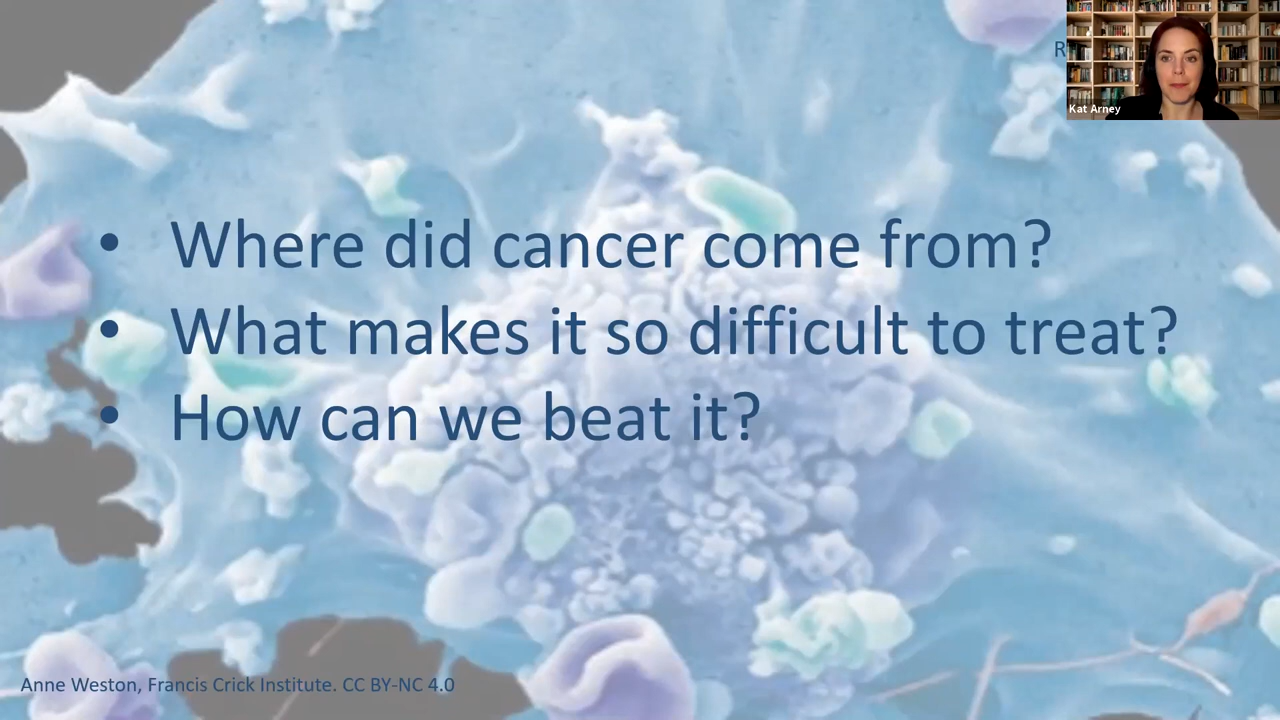 Kat Arney
• Where did cancer come from?
• What makes it so difficult to treat?
• How can we beat it?
Anne Weston, Francis Crick Institute. CC BY-NC 4.0